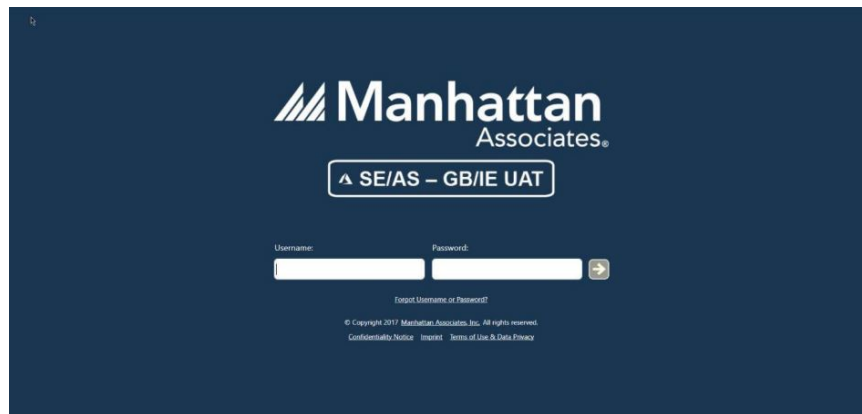 Manhattan
Associates®
SE/AS – GB/IE UAT
Username: Password:
Forgot Username or Password?
© Copyright 2017 Manhattan Associates, Inc. All rights reserved.
Confidentiality Notice Imprint Terms of Use & Data Privacy